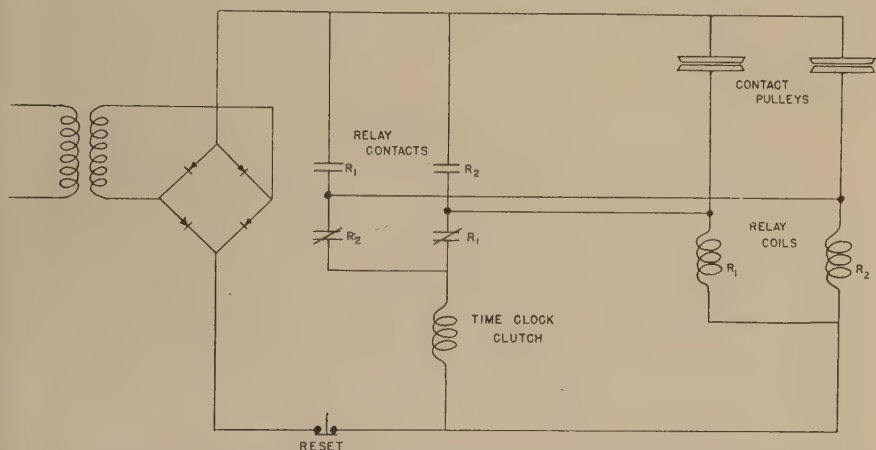 CONTACT
PULLEYS
RELAY
CONTACTS
R1
R2
R2
R1
RELAY
COILS
R1
R2
TIME CLOCK
CLUTCH
RESET